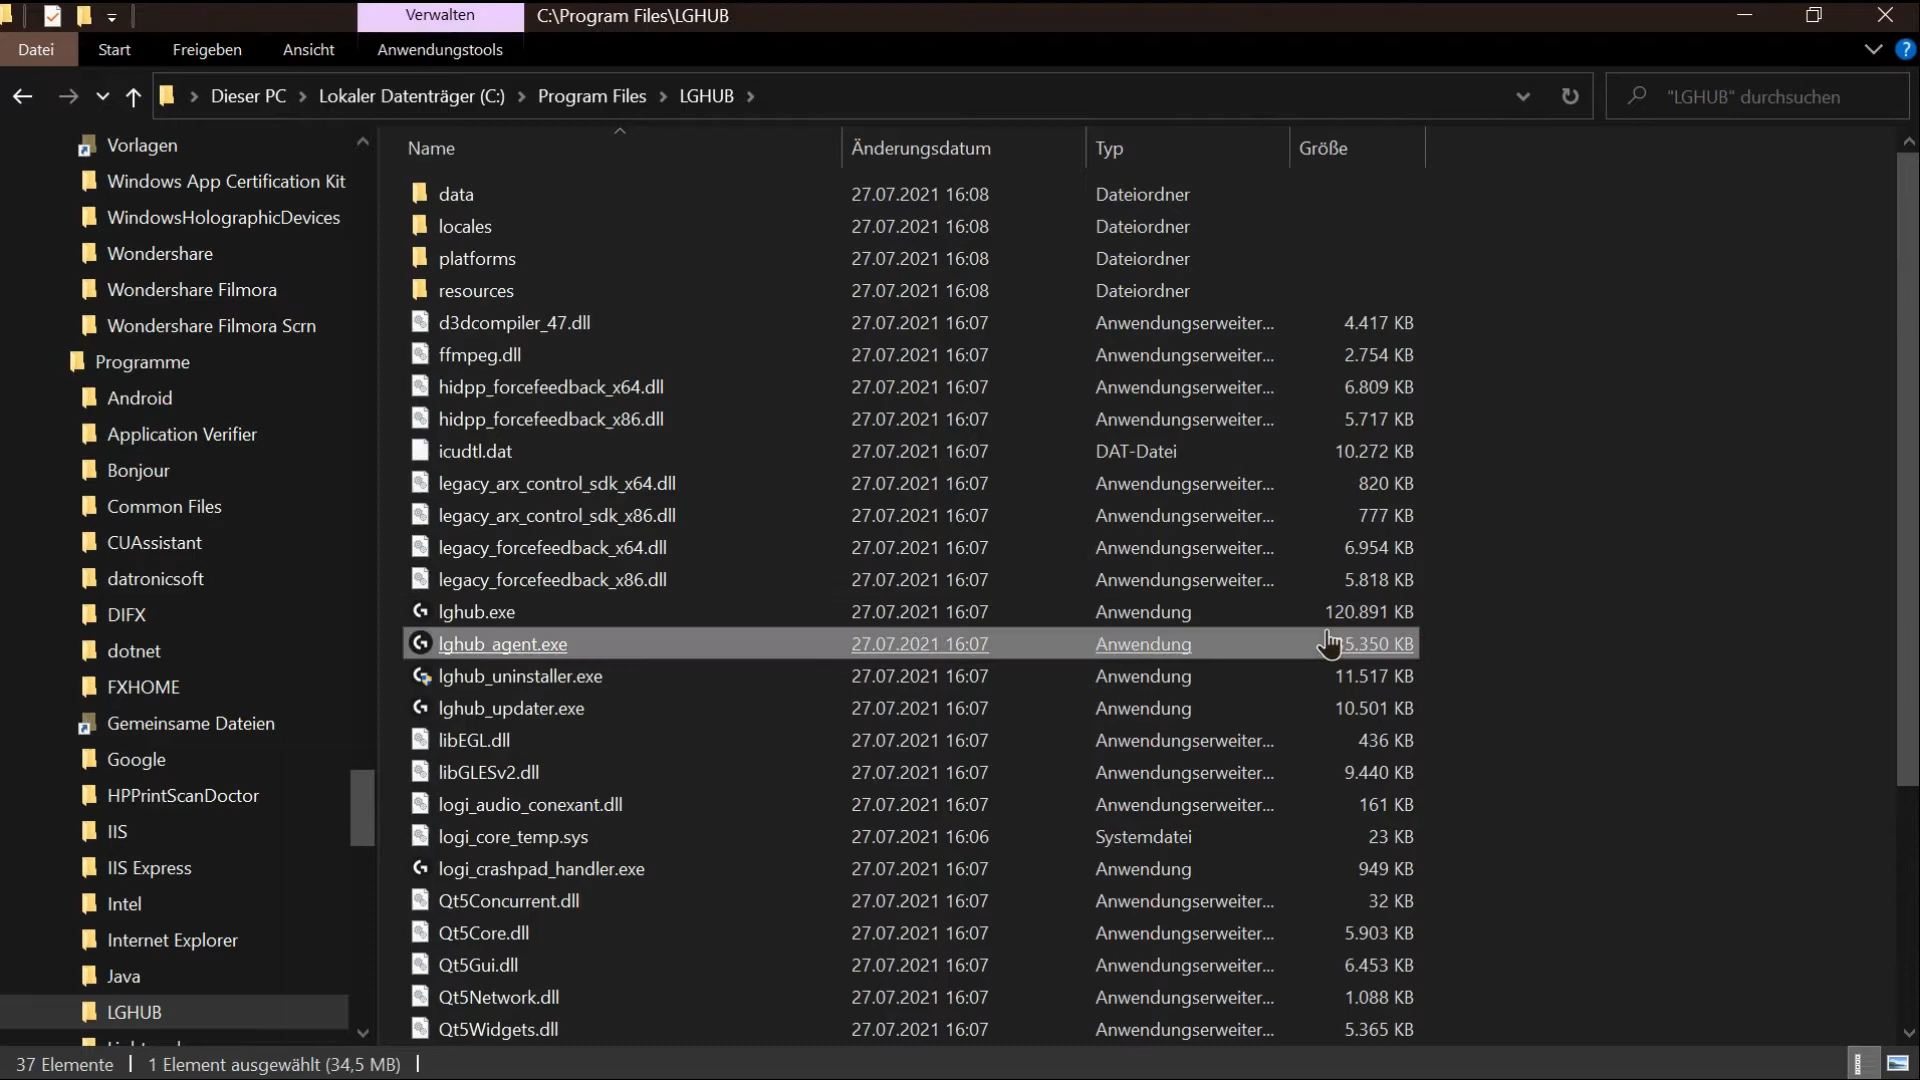 Verwalten
C:\Program Files\LGHUB
Datei
Start
Freigeben
Ansicht
Anwendungstools
Dieser PC
Lokaler Datenträger (C:)
Program Files
LGHUB
"LGHUB" durchsuchen
Vorlagen
Windows App Certification Kit
WindowsHolographicDevices
Wondershare
Wondershare Filmora
Wondershare Filmora Scrn
Programme
Android
Application Verifier
Bonjour
Common Files
CUAssistant
datronicsoft
DIFX
dotnet
FXHOME
Gemeinsame Dateien
Google
HPPrintScanDoctor
IIS
IIS Express
Intel
Internet Explorer
Java
LGHUB
Name Änderungsdatum Typ Größe
data 27.07.2021 16:08 Dateiordner
locales 27.07.2021 16:08 Dateiordner
platforms 27.07.2021 16:08 Dateiordner
resources 27.07.2021 16:08 Dateiordner
d3dcompiler_47.dll 27.07.2021 16:07 Anwendungserweiter... 4.417 KB
ffmpeg.dll 27.07.2021 16:07 Anwendungserweiter... 2.754 KB
hidpp_forcefeedback_x64.dll 27.07.2021 16:07 Anwendungserweiter... 6.809 KB
hidpp_forcefeedback_x86.dll 27.07.2021 16:07 Anwendungserweiter... 5.717 KB
icudtl.dat 27.07.2021 16:07 DAT-Datei 10.272 KB
legacy_arx_control_sdk_x64.dll 27.07.2021 16:07 Anwendungserweiter... 820 KB
legacy_arx_control_sdk_x86.dll 27.07.2021 16:07 Anwendungserweiter... 777 KB
legacy_forcefeedback_x64.dll 27.07.2021 16:07 Anwendungserweiter... 6.954 KB
legacy_forcefeedback_x86.dll 27.07.2021 16:07 Anwendungserweiter... 5.818 KB
lghub.exe 27.07.2021 16:07 Anwendung 120.891 KB
lghub_agent.exe 27.07.2021 16:07 Anwendung 5.350 KB
lghub_uninstaller.exe 27.07.2021 16:07 Anwendung 11.517 KB
lghub_updater.exe 27.07.2021 16:07 Anwendung 10.501 KB
libEGL.dll 27.07.2021 16:07 Anwendungserweiter... 436 KB
libGLESv2.dll 27.07.2021 16:07 Anwendungserweiter... 9.440 KB
logi_audio_conexant.dll 27.07.2021 16:07 Anwendungserweiter... 161 KB
logi_core_temp.sys 27.07.2021 16:06 Systemdatei 23 KB
logi_crashpad_handler.exe 27.07.2021 16:07 Anwendung 949 KB
Qt5Concurrent.dll 27.07.2021 16:07 Anwendungserweiter... 32 KB
Qt5Core.dll 27.07.2021 16:07 Anwendungserweiter... 5.903 KB
Qt5Gui.dll 27.07.2021 16:07 Anwendungserweiter... 6.453 KB
Qt5Network.dll 27.07.2021 16:07 Anwendungserweiter... 1.088 KB
Qt5Widgets.dll 27.07.2021 16:07 Anwendungserweiter... 5.365 KB
37 Elemente
1 Element ausgewählt (34,5 MB)